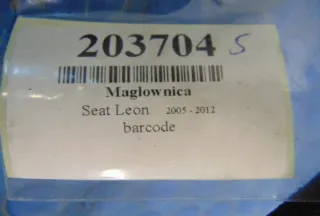 203704 S
Maglownica
Seat Leon 2005 - 2012
barcode